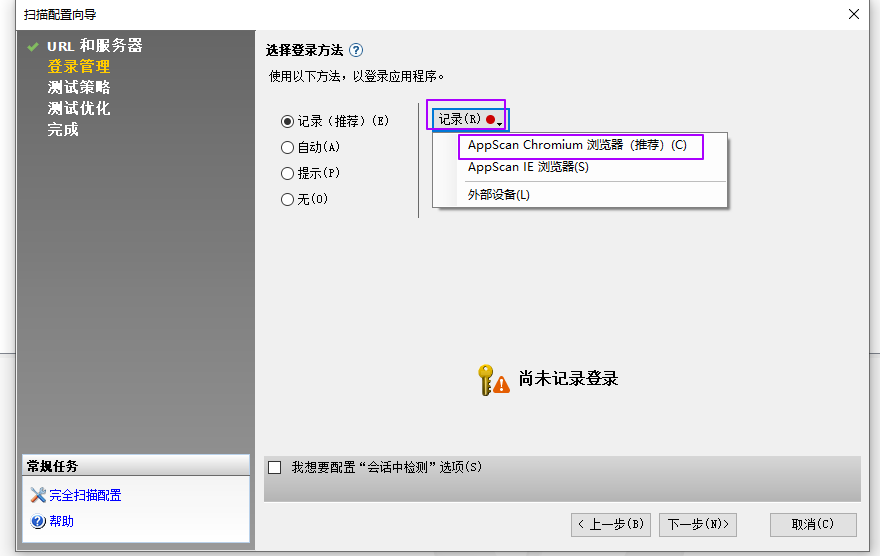 扫描配置向导
URL 和服务器
登录管理
测试策略
测试优化
完成
选择登录方法
使用以下方法，以登录应用程序。
记录（推荐）(E)
自动(A)
提示(P)
无(O)
记录(R)
AppScan Chromium 浏览器（推荐）(C)
AppScan IE 浏览器(S)
外部设备(L)
尚未记录登录
我想要配置“会话中检测”选项(S)
常规任务
完全扫描配置
帮助
< 上一步(B)
下一步(N)>
取消(C)